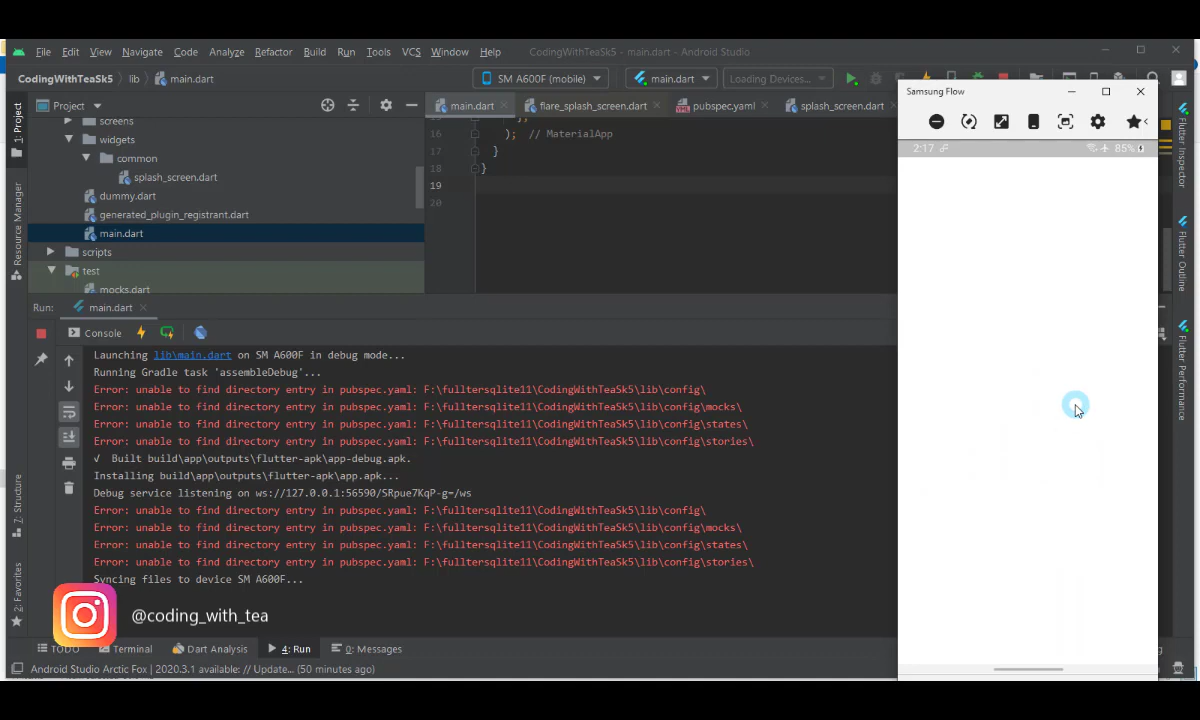 File Edit View Navigate Code Analyze Refactor Build Run Tools VCS Window Help CodingWithTeaSk5 - main.dart - Android Studio
CodingWithTeaSk5 lib main.dart SM A600F (mobile) main.dart Loading Devices...
Project main.dart flare_splash_screen.dart pubspec.yaml splash_screen.dart
screens
widgets
common
splash_screen.dart
dummy.dart
generated_plugin_registrant.dart
main.dart
scripts
test
mocks.dart
1: Project
Resource Manager
7: Structure
2: Favorites
16 ); // MaterialApp
17 }
18 }
19
20
Run: main.dart
Console
Launching lib\main.dart on SM A600F in debug mode...
Running Gradle task 'assembleDebug'...
Error: unable to find directory entry in pubspec.yaml: F:\fulltersqlite11\CodingWithTeaSk5\lib\config\
Error: unable to find directory entry in pubspec.yaml: F:\fulltersqlite11\CodingWithTeaSk5\lib\config\mocks\
Error: unable to find directory entry in pubspec.yaml: F:\fulltersqlite11\CodingWithTeaSk5\lib\config\states\
Error: unable to find directory entry in pubspec.yaml: F:\fulltersqlite11\CodingWithTeaSk5\lib\config\stories\
√ Built build\app\outputs\flutter-apk\app-debug.apk.
Installing build\app\outputs\flutter-apk\app.apk...
Debug service listening on ws://127.0.0.1:56590/SRpue7KqP-g=/ws
Error: unable to find directory entry in pubspec.yaml: F:\fulltersqlite11\CodingWithTeaSk5\lib\config\
Error: unable to find directory entry in pubspec.yaml: F:\fulltersqlite11\CodingWithTeaSk5\lib\config\mocks\
Error: unable to find directory entry in pubspec.yaml: F:\fulltersqlite11\CodingWithTeaSk5\lib\config\states\
Error: unable to find directory entry in pubspec.yaml: F:\fulltersqlite11\CodingWithTeaSk5\lib\config\stories\
Syncing files to device SM A600F...
@coding_with_tea
TODO Terminal Dart Analysis 4: Run 0: Messages
Android Studio Arctic Fox | 2020.3.1 available: // Update... (50 minutes ago)
Samsung Flow
2:17 85%
Flutter Inspector
Flutter Outline
Flutter Performance